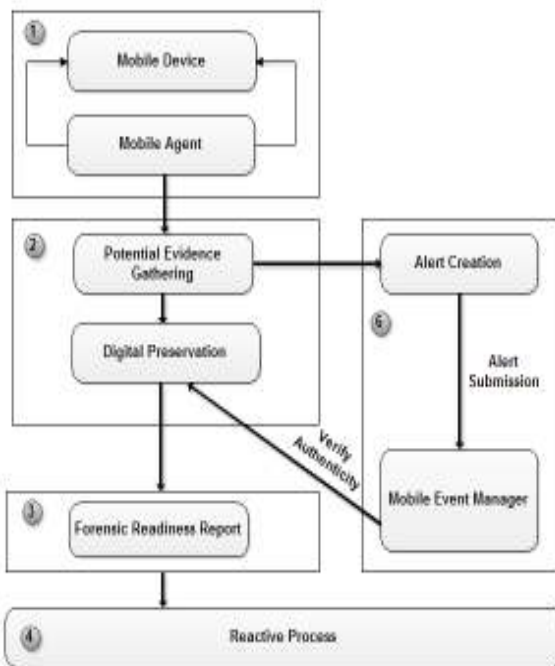 1
Mobile Device
Mobile Agent
2
Potential Evidence
Gathering
Alert Creation
6
Digital Preservation
Alert
Submission
Verify
Authenticity
Mobile Event Manager
3
Forensic Readiness Report
4
Reactive Process